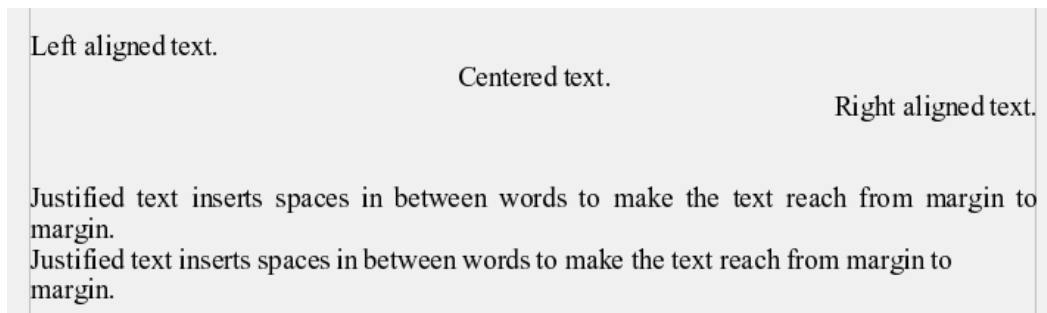 Left aligned text.
Centered text.
Right aligned text.
Justified text inserts spaces in between words to make the text reach from margin to
margin.
Justified text inserts spaces in between words to make the text reach from margin to
margin.